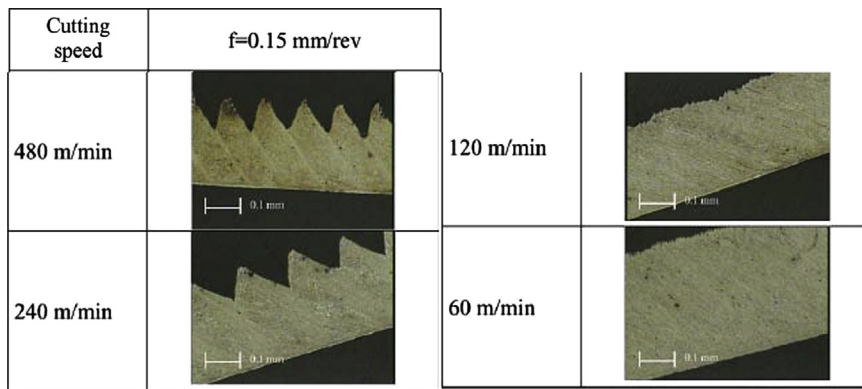 Cutting
speed
f=0.15 mm/rev
480 m/min
0.1 mm
120 m/min
0.1 mm
240 m/min
0.1 mm
60 m/min
0.1 mm